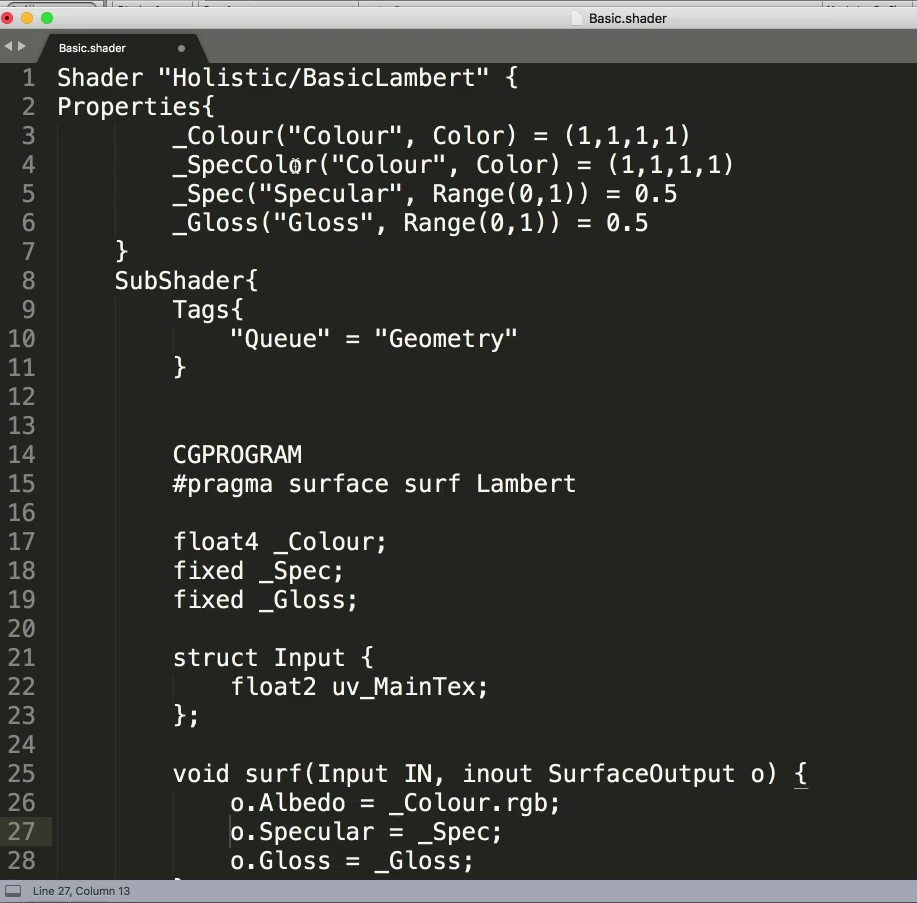 Basic.shader
Basic.shader
1 Shader "Holistic/BasicLambert" {
2 Properties{
3 _Colour("Colour", Color) = (1,1,1,1)
4 _SpecColor("Colour", Color) = (1,1,1,1)
5 _Spec("Specular", Range(0,1)) = 0.5
6 _Gloss("Gloss", Range(0,1)) = 0.5
7 }
8 SubShader{
9 Tags{
10 "Queue" = "Geometry"
11 }
12
13
14 CGPROGRAM
15 #pragma surface surf Lambert
16
17 float4 _Colour;
18 fixed _Spec;
19 fixed _Gloss;
20
21 struct Input {
22 float2 uv_MainTex;
23 };
24
25 void surf(Input IN, inout SurfaceOutput o) {
26 o.Albedo = _Colour.rgb;
27 o.Specular = _Spec;
28 o.Gloss = _Gloss;
Line 27, Column 13